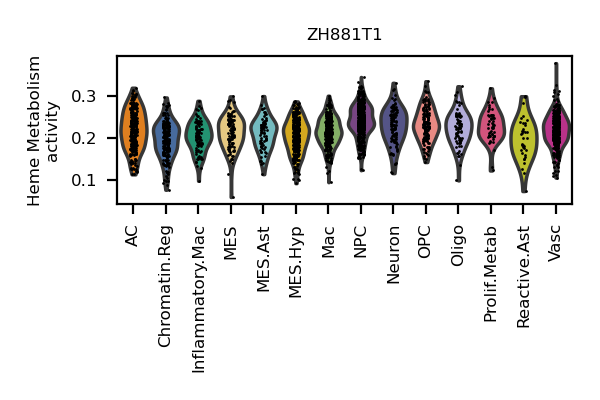 ZH881T1
Heme Metabolism
activity
0.3
0.2
0.1
AC
Chromatin.Reg
Inflammatory.Mac
MES
MES.Ast
MES.Hyp
Mac
NPC
Neuron
OPC
Oligo
Prolif.Metab
Reactive.Ast
Vasc